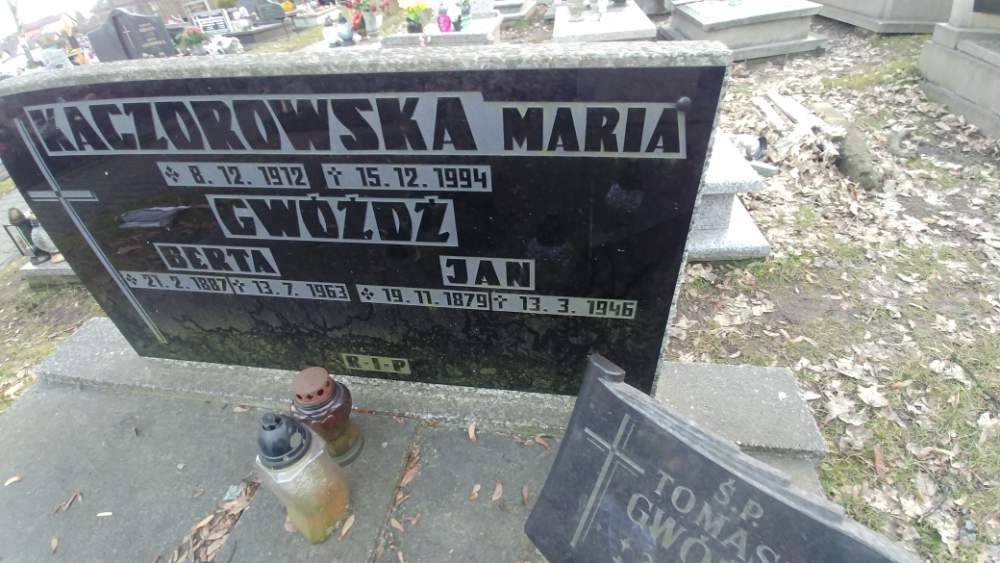 KACZOROWSKA MARIA
* 8. 12. 1912 † 15. 12. 1994
GWÓŹDŹ
BERTA JAN
* 21. 2. 1887 † 13. 7. 1963 * 19. 11. 1879 † 13. 3. 1946
R-I-P
Ś.P.